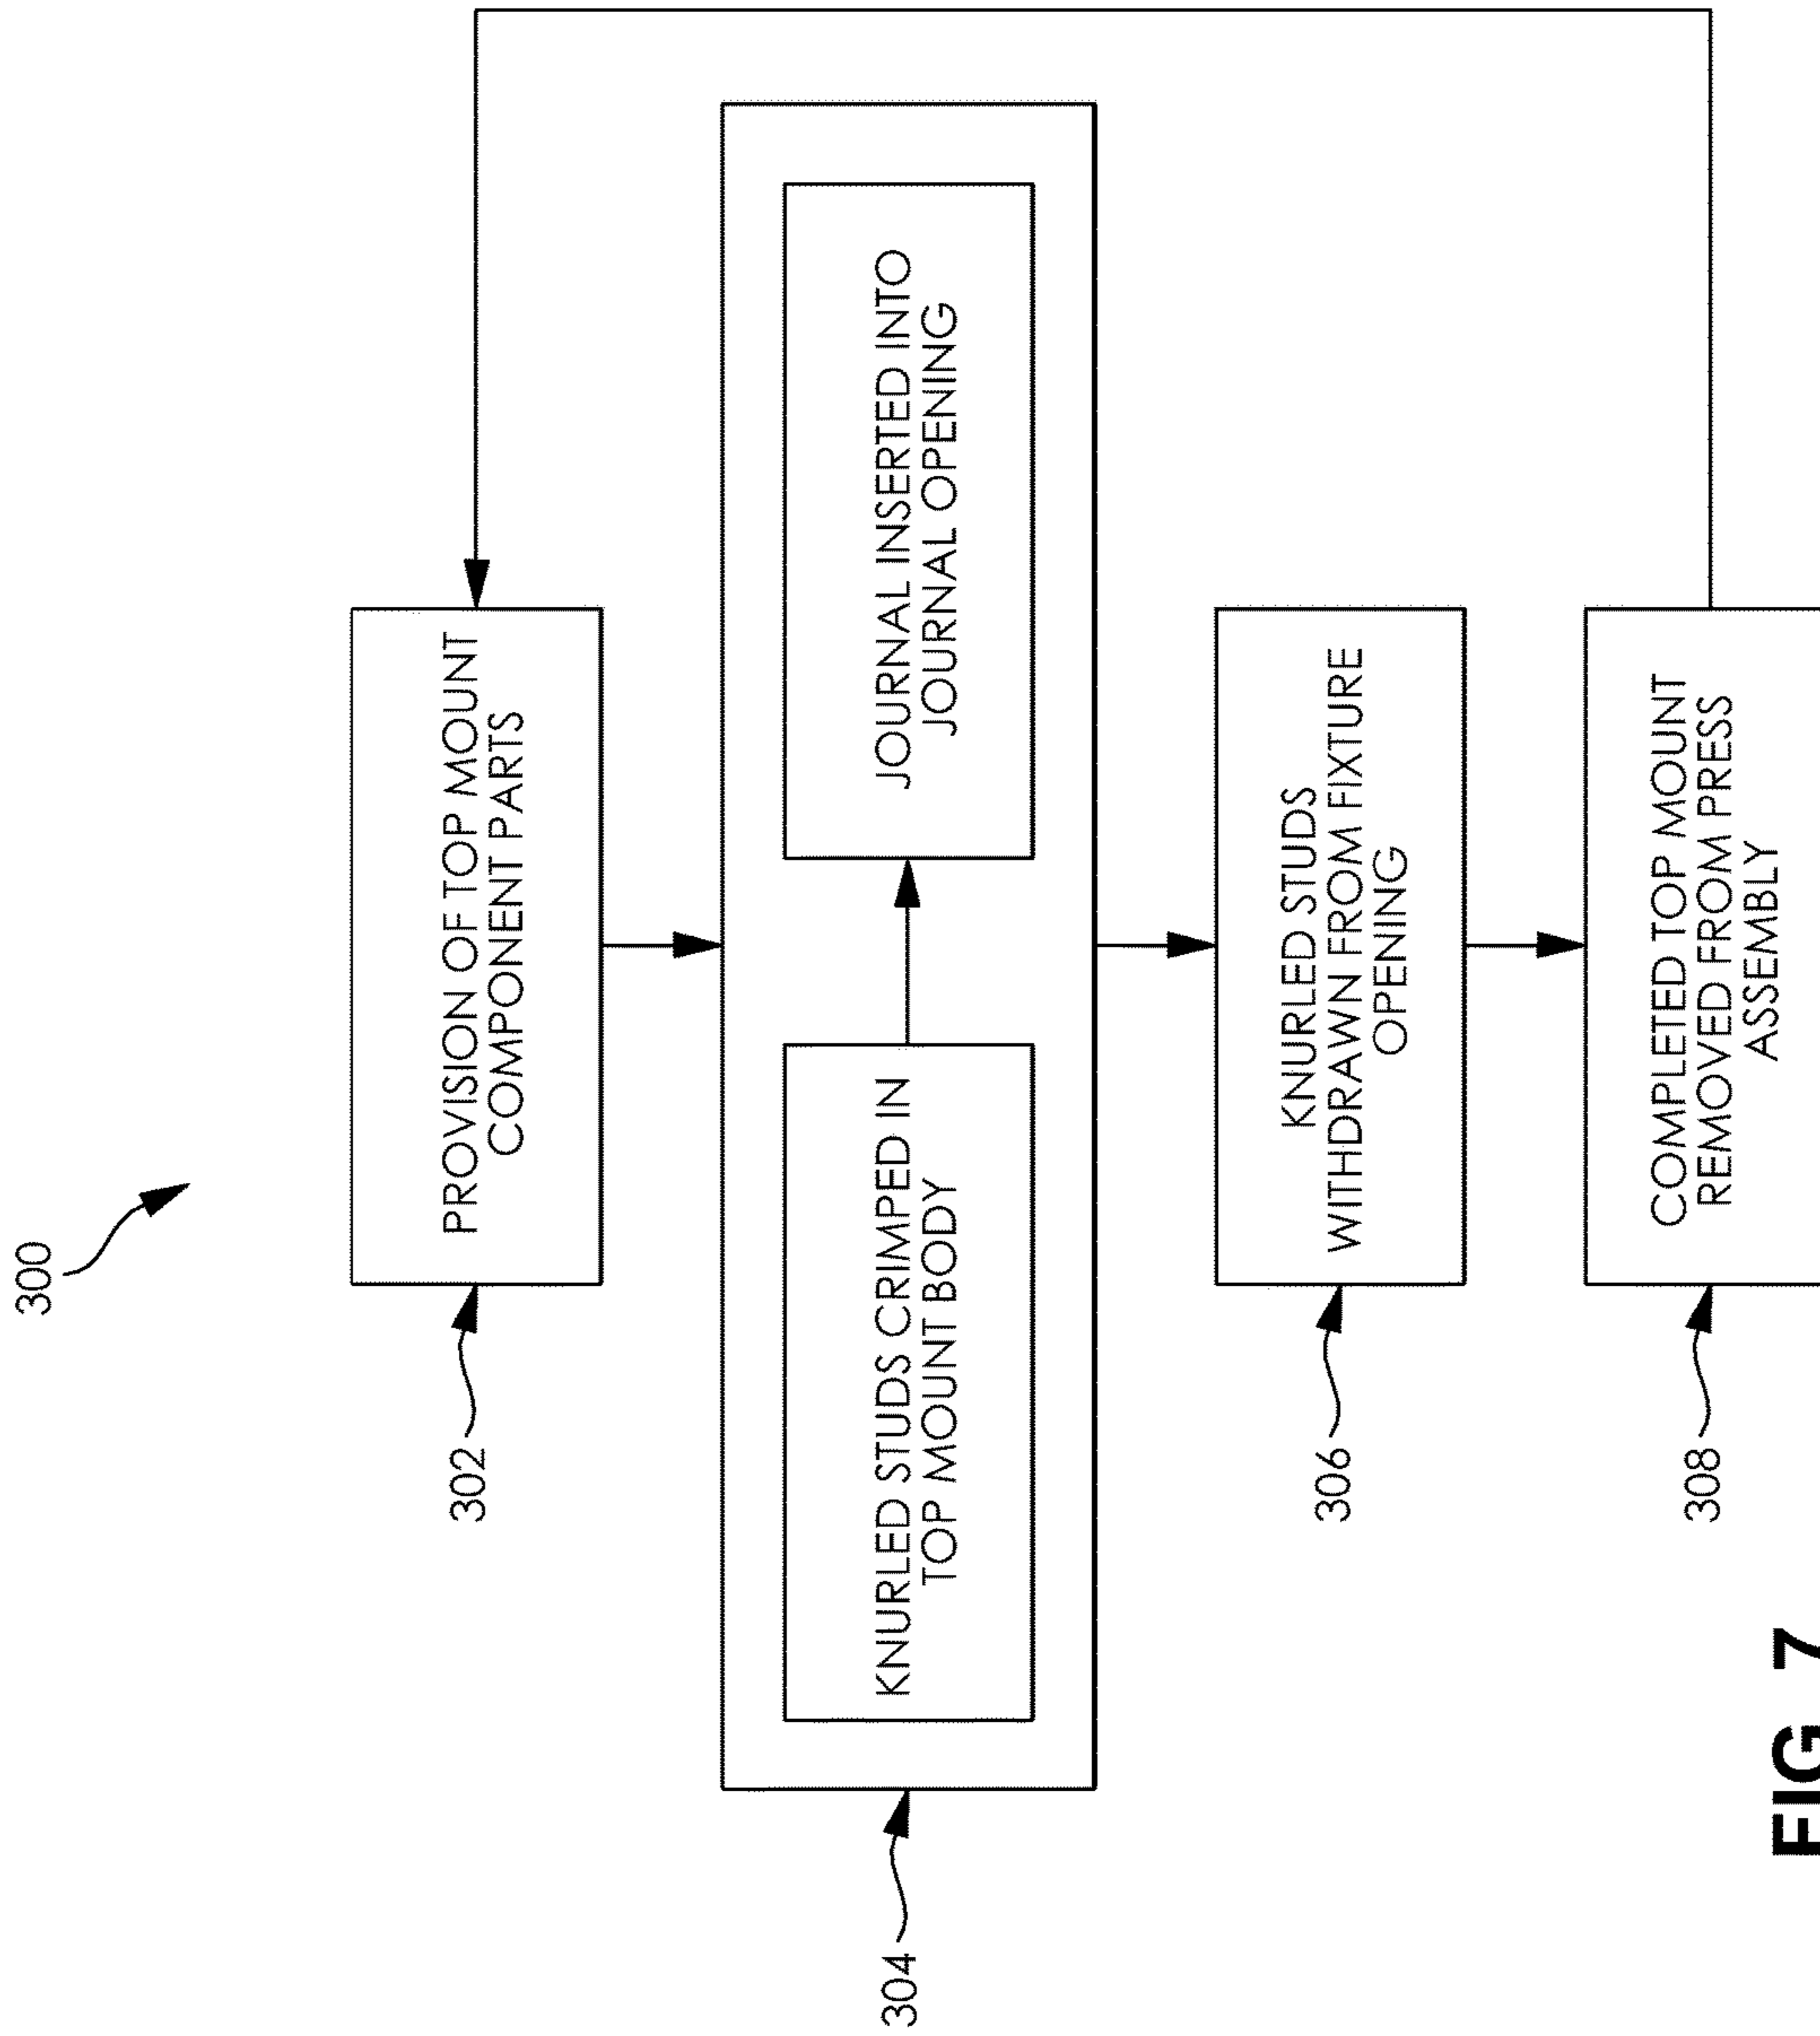 300
302
PROVISION OF TOP MOUNT
COMPONENT PARTS
304
KNURLED STUDS CRIMPED IN
TOP MOUNT BODY
JOURNAL INSERTED INTO
JOURNAL OPENING
306
KNURLED STUDS
WITHDRAWN FROM FIXTURE
OPENING
308
COMPLETED TOP MOUNT
REMOVED FROM PRESS
ASSEMBLY
FIG 7